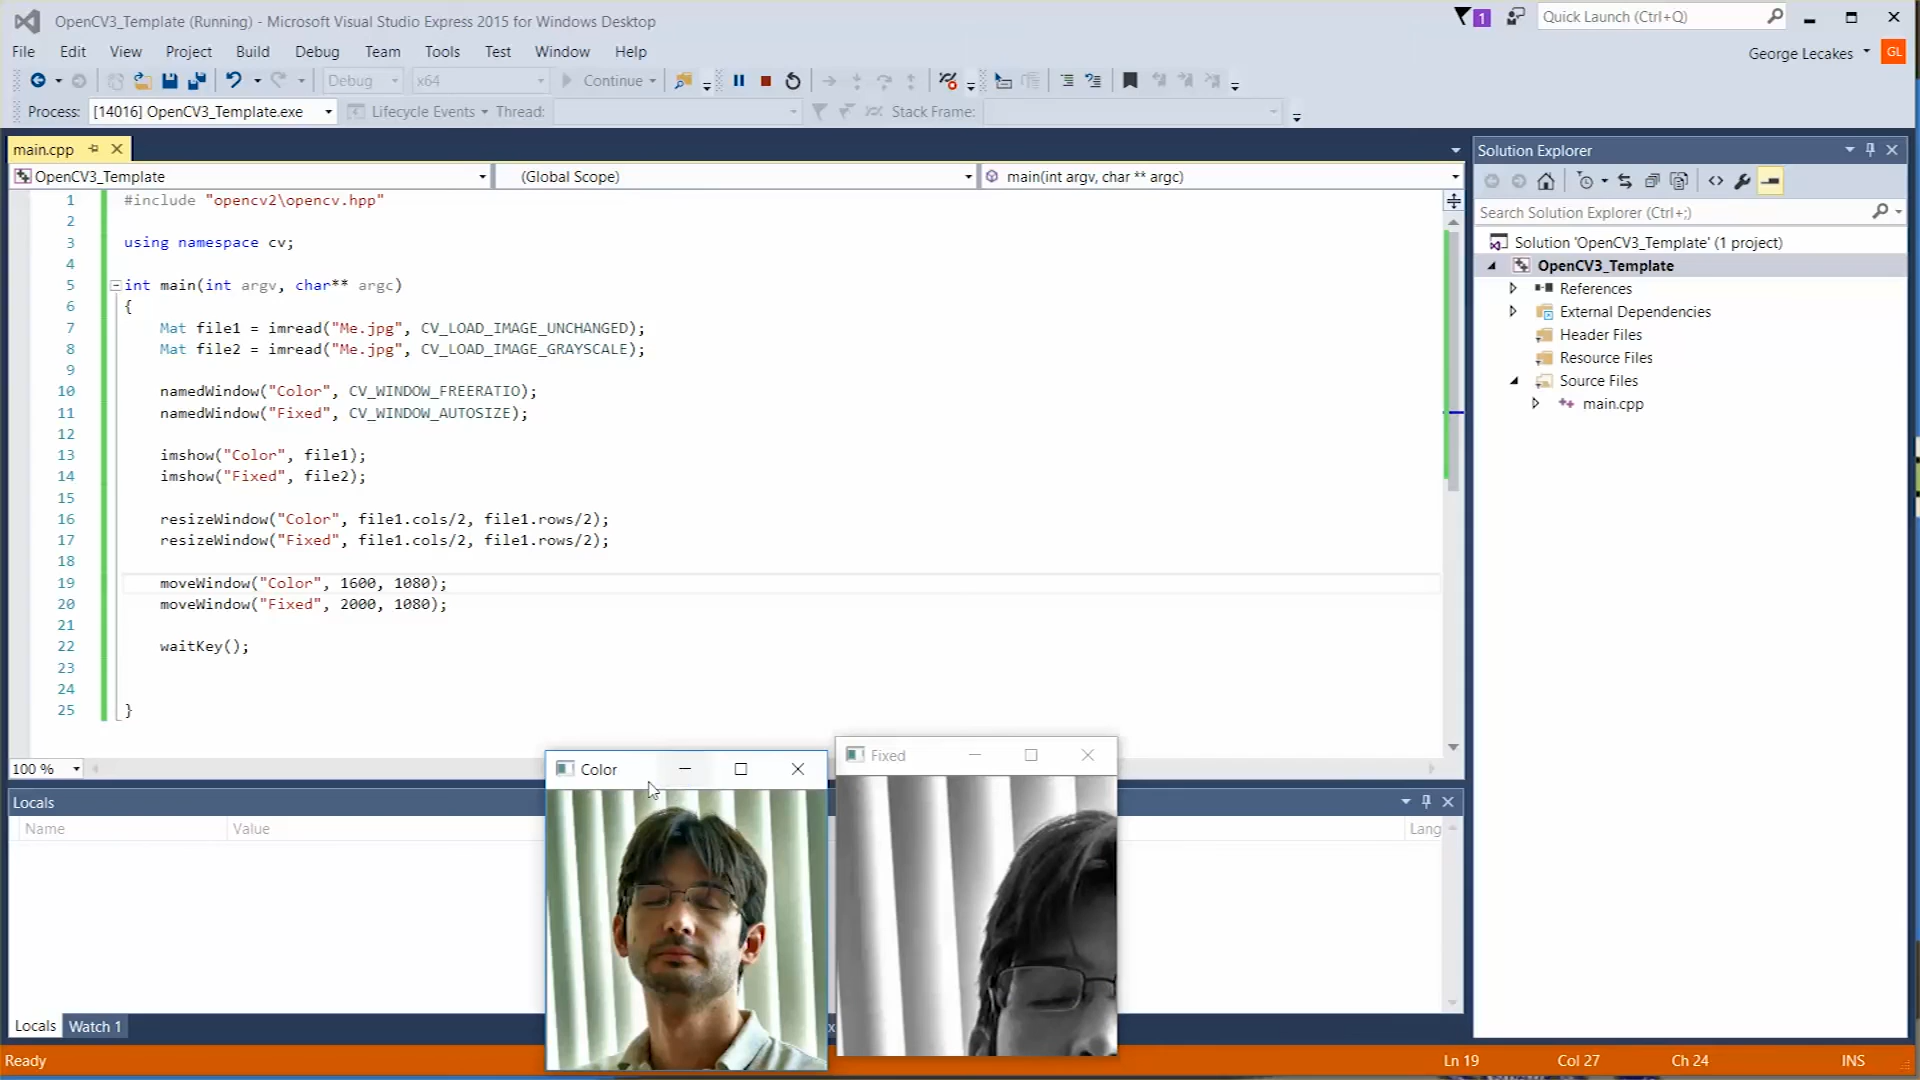 OpenCV3_Template (Running) - Microsoft Visual Studio Express 2015 for Windows Desktop
1
Quick Launch (Ctrl+Q)
File Edit View Project Build Debug Team Tools Test Window Help
George Lecakes GL
Debug x64 Continue
Process: [14016] OpenCV3_Template.exe Lifecycle Events Thread: Stack Frame:
main.cpp
OpenCV3_Template (Global Scope) main(int argv, char ** argc)
1 #include "opencv2\opencv.hpp"
2
3 using namespace cv;
4
5 int main(int argv, char** argc)
6 {
7 Mat file1 = imread("Me.jpg", CV_LOAD_IMAGE_UNCHANGED);
8 Mat file2 = imread("Me.jpg", CV_LOAD_IMAGE_GRAYSCALE);
9
10 namedWindow("Color", CV_WINDOW_FREERATIO);
11 namedWindow("Fixed", CV_WINDOW_AUTOSIZE);
12
13 imshow("Color", file1);
14 imshow("Fixed", file2);
15
16 resizeWindow("Color", file1.cols/2, file1.rows/2);
17 resizeWindow("Fixed", file1.cols/2, file1.rows/2);
18
19 moveWindow("Color", 1600, 1080);
20 moveWindow("Fixed", 2000, 1080);
21
22 waitKey();
23
24
25 }
100 %
Color
Fixed
Locals
Name Value Lang
Locals Watch 1
Solution Explorer
Search Solution Explorer (Ctrl+;)
Solution 'OpenCV3_Template' (1 project)
OpenCV3_Template
References
External Dependencies
Header Files
Resource Files
Source Files
main.cpp
Ready Ln 19 Col 27 Ch 24 INS